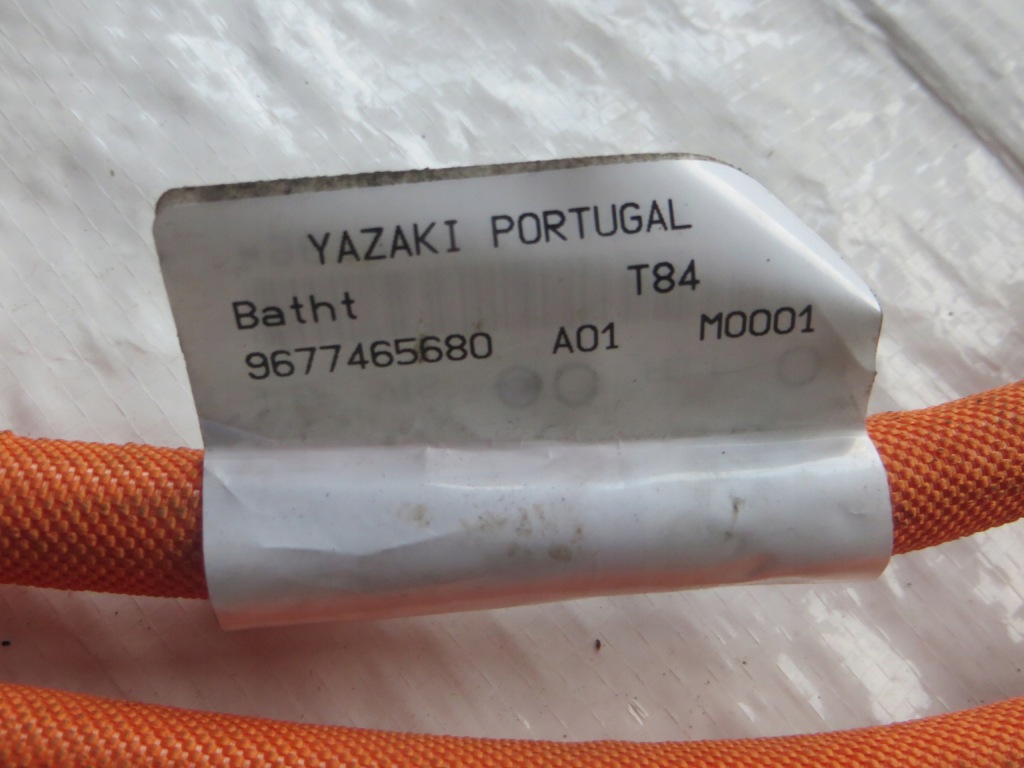 YAZAKI PORTUGAL
Batht T84
9677465680 A01 M0001